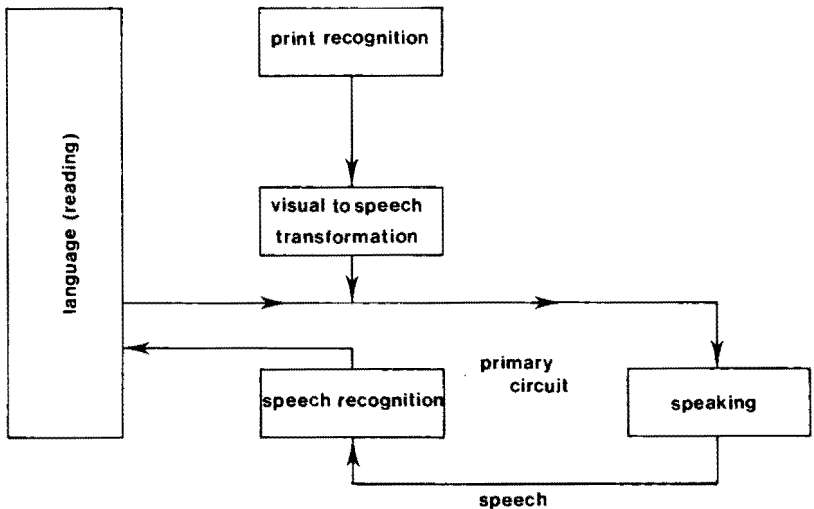 print recognition
visual to speech
transformation
language (reading)
primary
circuit
speech recognition
speaking
speech